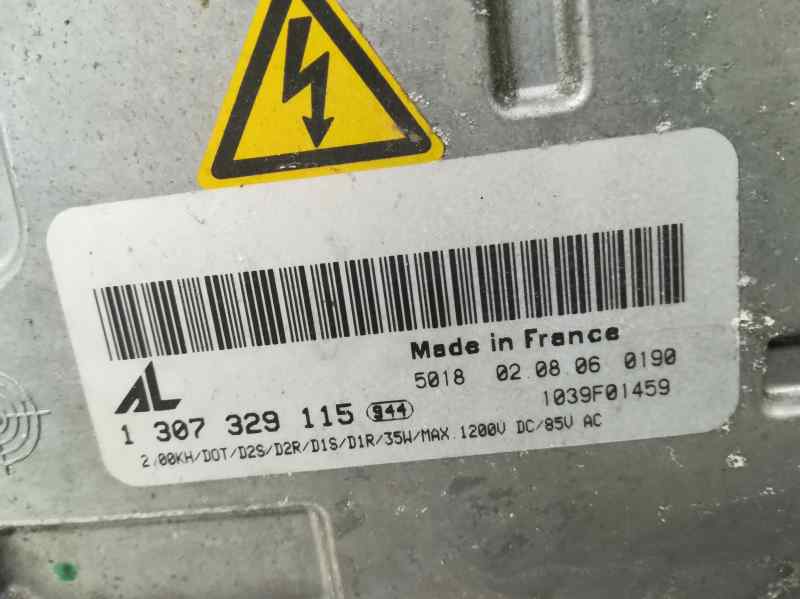 Made in France
5018 02.08.06 0190
1039F01459
AL
1 307 329 115 944
2,00KH/DOT/D2S/D2R/D1S/D1R/35W/MAX.1200V DC/85V AC